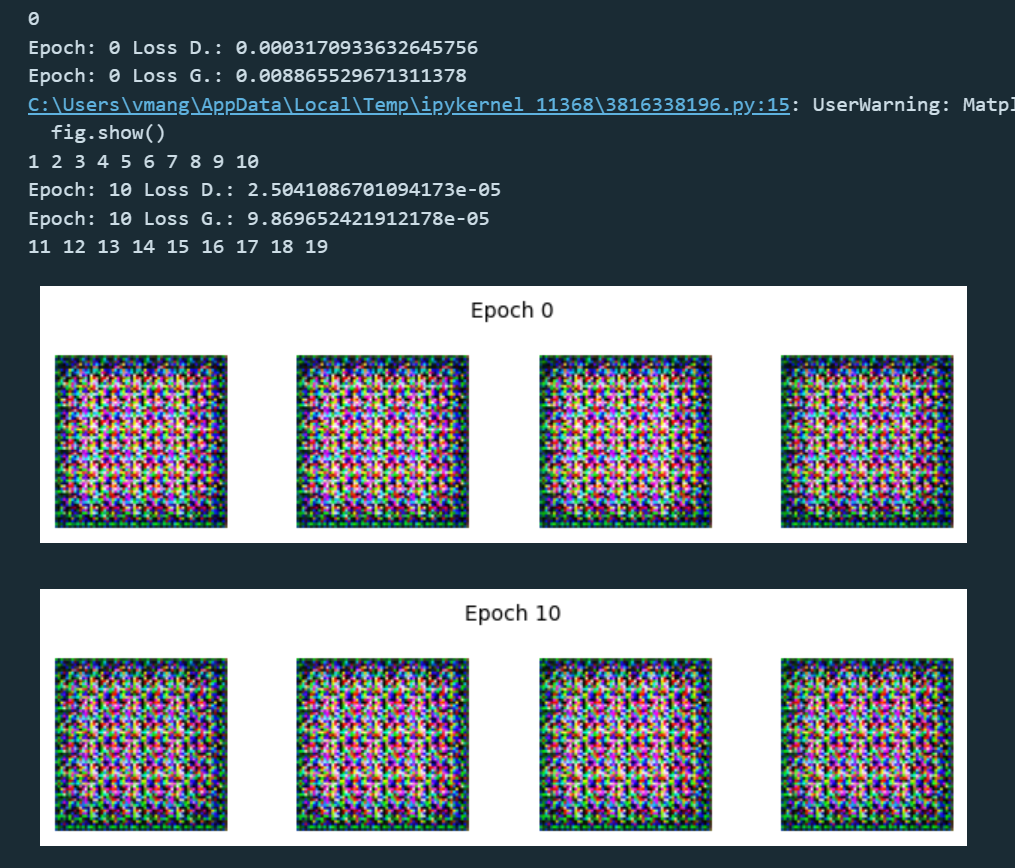 0
Epoch: 0 Loss D.: 0.0003170933632645756
Epoch: 0 Loss G.: 0.008865529671311378
C:\Users\vmang\AppData\Local\Temp\ipykernel_11368\3816338196.py:15: UserWarning: Matpl
  fig.show()
1 2 3 4 5 6 7 8 9 10
Epoch: 10 Loss D.: 2.5041086701094173e-05
Epoch: 10 Loss G.: 9.869652421912178e-05
11 12 13 14 15 16 17 18 19
Epoch 0
Epoch 10